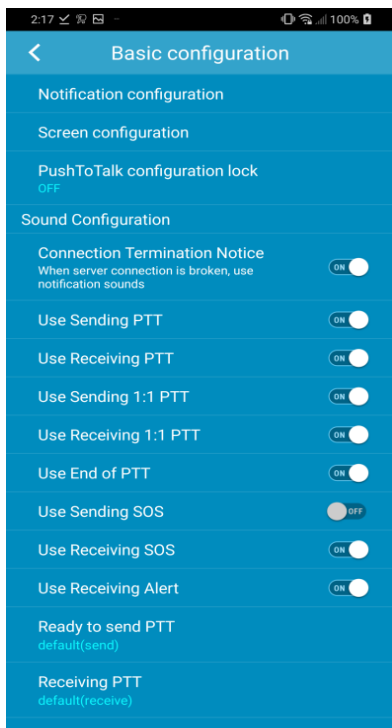 2:17
100%
Basic configuration
Notification configuration
Screen configuration
PushToTalk configuration lock
OFF
Sound Configuration
Connection Termination Notice
When server connection is broken, use
notification sounds
ON
Use Sending PTT
ON
Use Receiving PTT
ON
Use Sending 1:1 PTT
ON
Use Receiving 1:1 PTT
ON
Use End of PTT
ON
Use Sending SOS
OFF
Use Receiving SOS
ON
Use Receiving Alert
ON
Ready to send PTT
default(send)
Receiving PTT
default(receive)